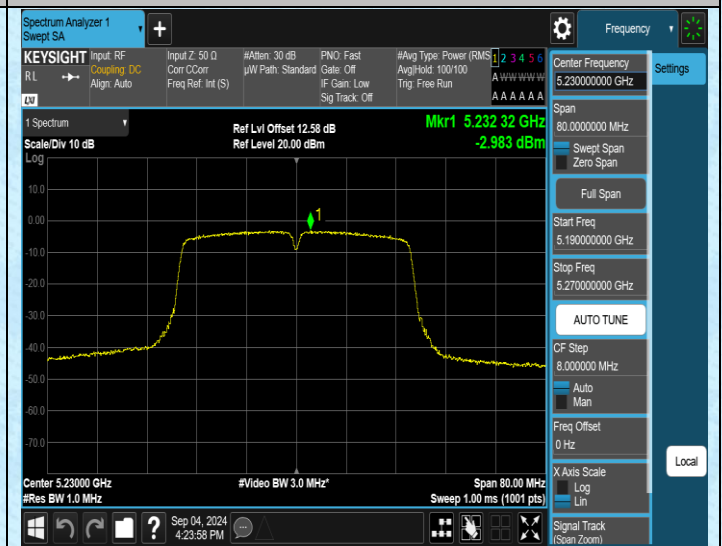 Spectrum Analyzer 1
Swept SA
Frequency
KEYSIGHT
RL
LXI
Input: RF
Coupling: DC
Align: Auto
Input Z: 50 Ω
Corr CCorr
Freq Ref: Int (S)
#Atten: 30 dB
µW Path: Standard
PNO: Fast
Gate: Off
IF Gain: Low
Sig Track: Off
#Avg Type: Power (RMS
Avg|Hold: 100/100
Trig: Free Run
1 2 3 4 5 6
A W W W W W
A A A A A A
1 Spectrum
Scale/Div 10 dB
Ref Lvl Offset 12.58 dB
Ref Level 20.00 dBm
Mkr1 5.232 32 GHz
-2.983 dBm
Log
10.0
0.00
-10.0
-20.0
-30.0
-40.0
-50.0
-60.0
-70.0
1
Center 5.23000 GHz
#Res BW 1.0 MHz
#Video BW 3.0 MHz*
Span 80.00 MHz
Sweep 1.00 ms (1001 pts)
Sep 04, 2024
4:23:58 PM
?
Center Frequency
5.230000000 GHz
Span
80.0000000 MHz
Swept Span
Zero Span
Full Span
Start Freq
5.190000000 GHz
Stop Freq
5.270000000 GHz
AUTO TUNE
CF Step
8.000000 MHz
Auto
Man
Freq Offset
0 Hz
X Axis Scale
Log
Lin
Signal Track
(Span Zoom)
Settings
Local